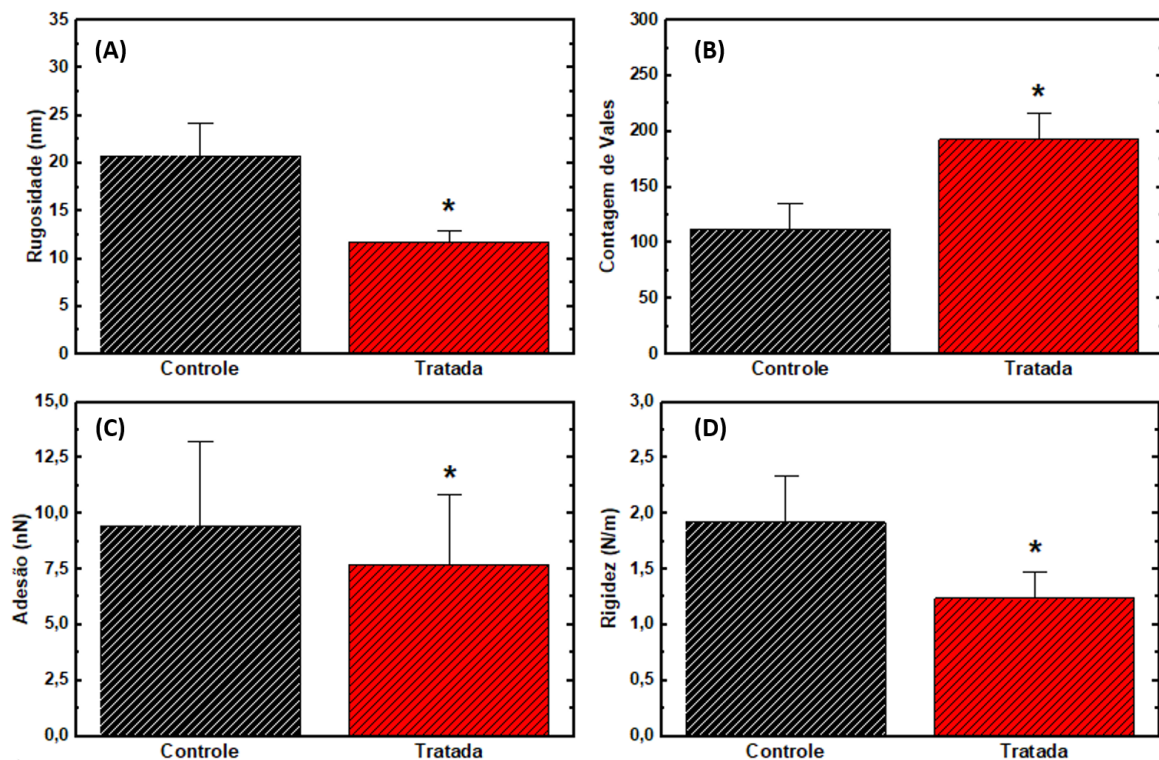 (A)
Rugosidade (nm)
35
30
25
20
15
10
5
0
*
Controle
Tratada
(B)
Contagem de Vales
300
250
200
150
100
50
0
*
Controle
Tratada
(C)
Adesão (nN)
15,0
12,5
10,0
7,5
5,0
2,5
0,0
*
Controle
Tratada
(D)
Rigidez (N/m)
3,0
2,5
2,0
1,5
1,0
0,5
0,0
*
Controle
Tratada